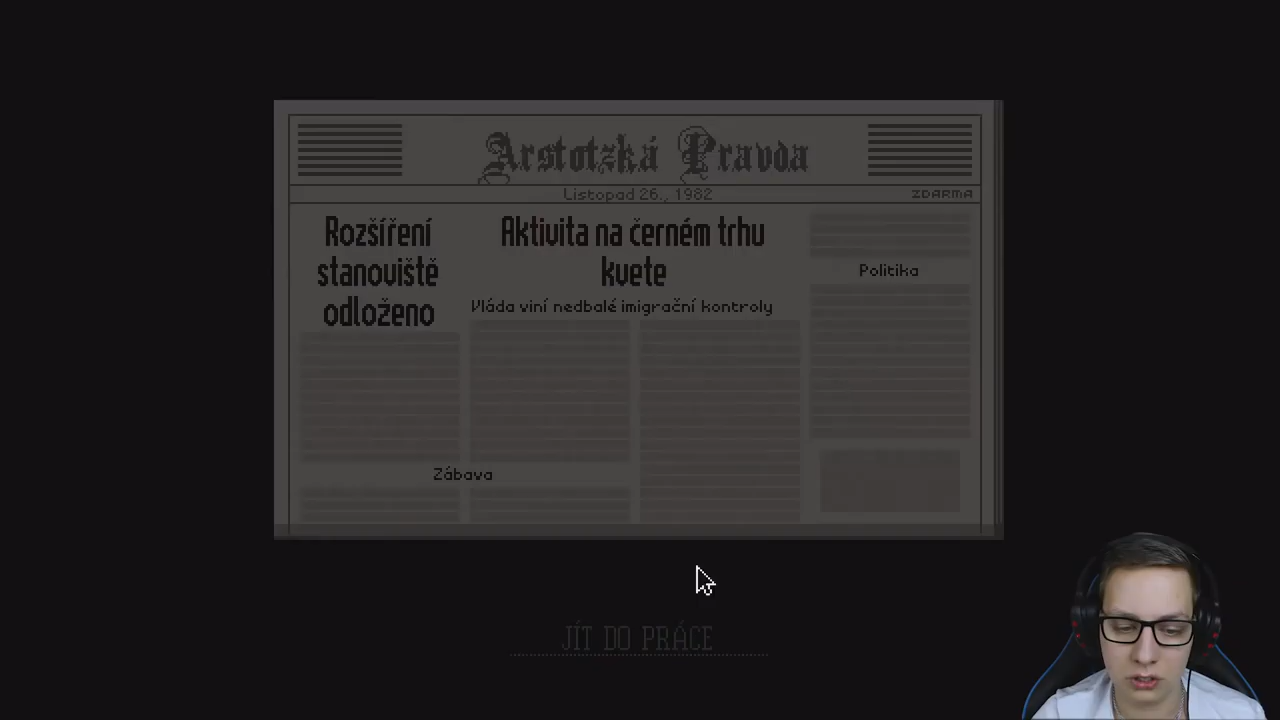 Arstotzká Pravda
Listopad 26., 1982
ZDARMA
Rozšíření
stanoviště
odloženo
Aktivita na černém trhu
kvete
Vláda viní nedbalé imigrační kontroly
Politika
Zábava
JÍT DO PRÁCE